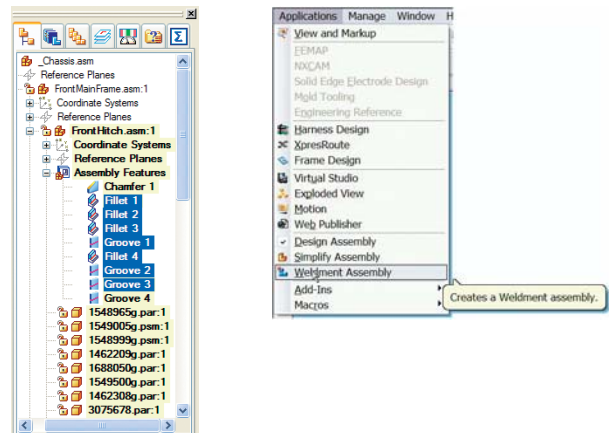 _Chassis.asm
Reference Planes
FrontMainFrame.asm:1
Coordinate Systems
Reference Planes
FrontHitch.asm:1
Coordinate Systems
Reference Planes
Assembly Features
Chamfer 1
Fillet 1
Fillet 2
Fillet 3
Groove 1
Fillet 4
Groove 2
Groove 3
Groove 4
1548965g.par:1
1549005g.psm:1
1548999g.psm:1
1462209g.par:1
1688050g.par:1
1549500g.par:1
1462308g.par:1
3075678.par:1
Applications Manage Window H
View and Markup
FEMAP
NXCAM
Solid Edge Electrode Design
Mold Tooling
Engineering Reference
Harness Design
XpresRoute
Frame Design
Virtual Studio
Exploded View
Motion
Web Publisher
Design Assembly
Simplify Assembly
Weldment Assembly
Add-Ins
Macros
Creates a Weldment assembly.